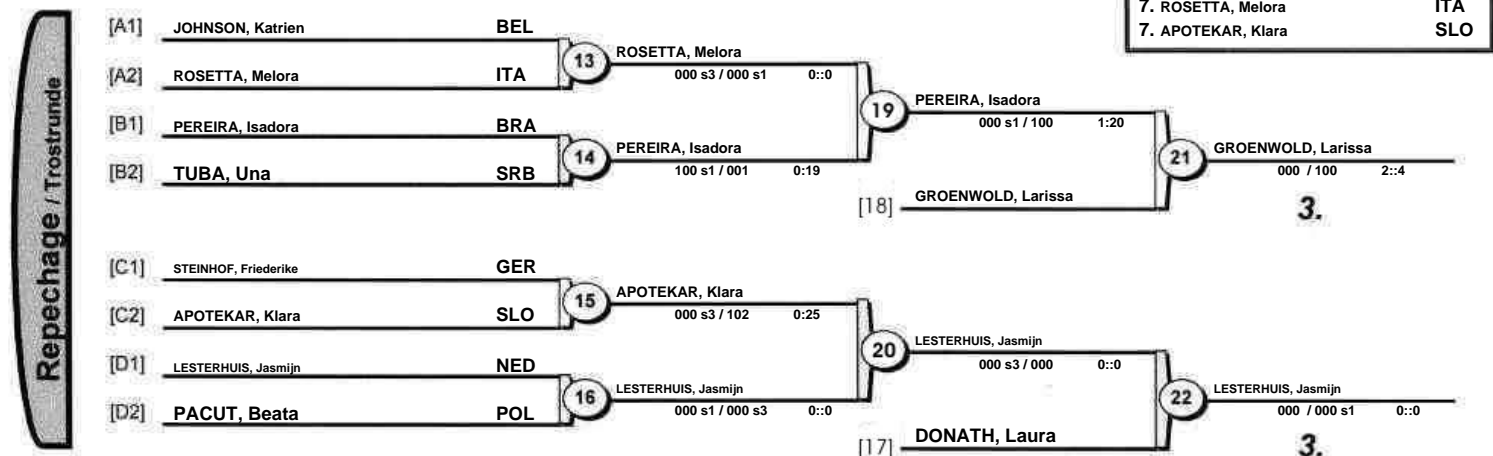 7. ROSETTA, Melora ITA
7. APOTEKAR, Klara SLO
Repechage / Trostrunde
[A1] JOHNSON, Katrien BEL
[A2] ROSETTA, Melora ITA
13
ROSETTA, Melora
000 s3 / 000 s1 0::0
[B1] PEREIRA, Isadora BRA
[B2] TUBA, Una SRB
14
PEREIRA, Isadora
100 s1 / 001 0:19
19
PEREIRA, Isadora
000 s1 / 100 1:20
[18] GROENWOLD, Larissa
21
GROENWOLD, Larissa
000 / 100 2::4
3.
[C1] STEINHOF, Friederike GER
[C2] APOTEKAR, Klara SLO
15
APOTEKAR, Klara
000 s3 / 102 0:25
[D1] LESTERHUIS, Jasmijn NED
[D2] PACUT, Beata POL
16
LESTERHUIS, Jasmijn
000 s1 / 000 s3 0::0
20
LESTERHUIS, Jasmijn
000 s3 / 000 0::0
[17] DONATH, Laura
22
LESTERHUIS, Jasmijn
000 / 000 s1 0::0
3.